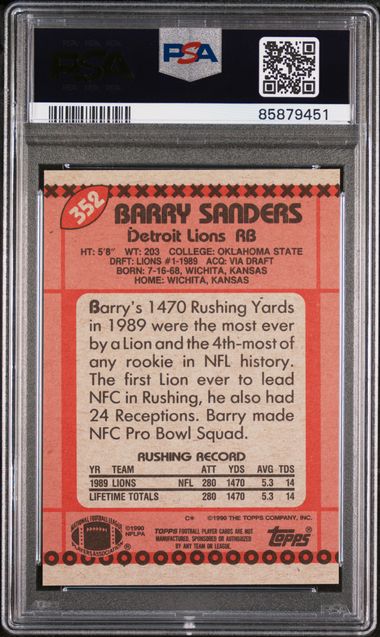 PSA
PSA
85879451
352
BARRY SANDERS
Detroit Lions RB
HT: 5'8" WT: 203 COLLEGE: OKLAHOMA STATE
DRFT: LIONS #1-1989 ACQ: VIA DRAFT
BORN: 7-16-68, WICHITA, KANSAS
HOME: WICHITA, KANSAS
Barry's 1470 Rushing Yards
in 1989 were the most ever
by a Lion and the 4th-most of
any rookie in NFL history.
The first Lion ever to lead
NFC in Rushing, he also had
24 Receptions. Barry made
NFC Pro Bowl Squad.
RUSHING RECORD
YR TEAM ATT YDS AVG TDS
1989 LIONS NFL 280 1470 5.3 14
LIFETIME TOTALS 280 1470 5.3 14
C* ©1990 THE TOPPS COMPANY, INC.
NATIONAL FOOTBALL LEAGUE
PLAYERS ASSOCIATION
©1990
NFLPA
TOPPS FOOTBALL PLAYER CARDS ARE NOT
MANUFACTURED, SPONSORED OR AUTHORIZED
BY ANY TEAM OR LEAGUE.
Topps®